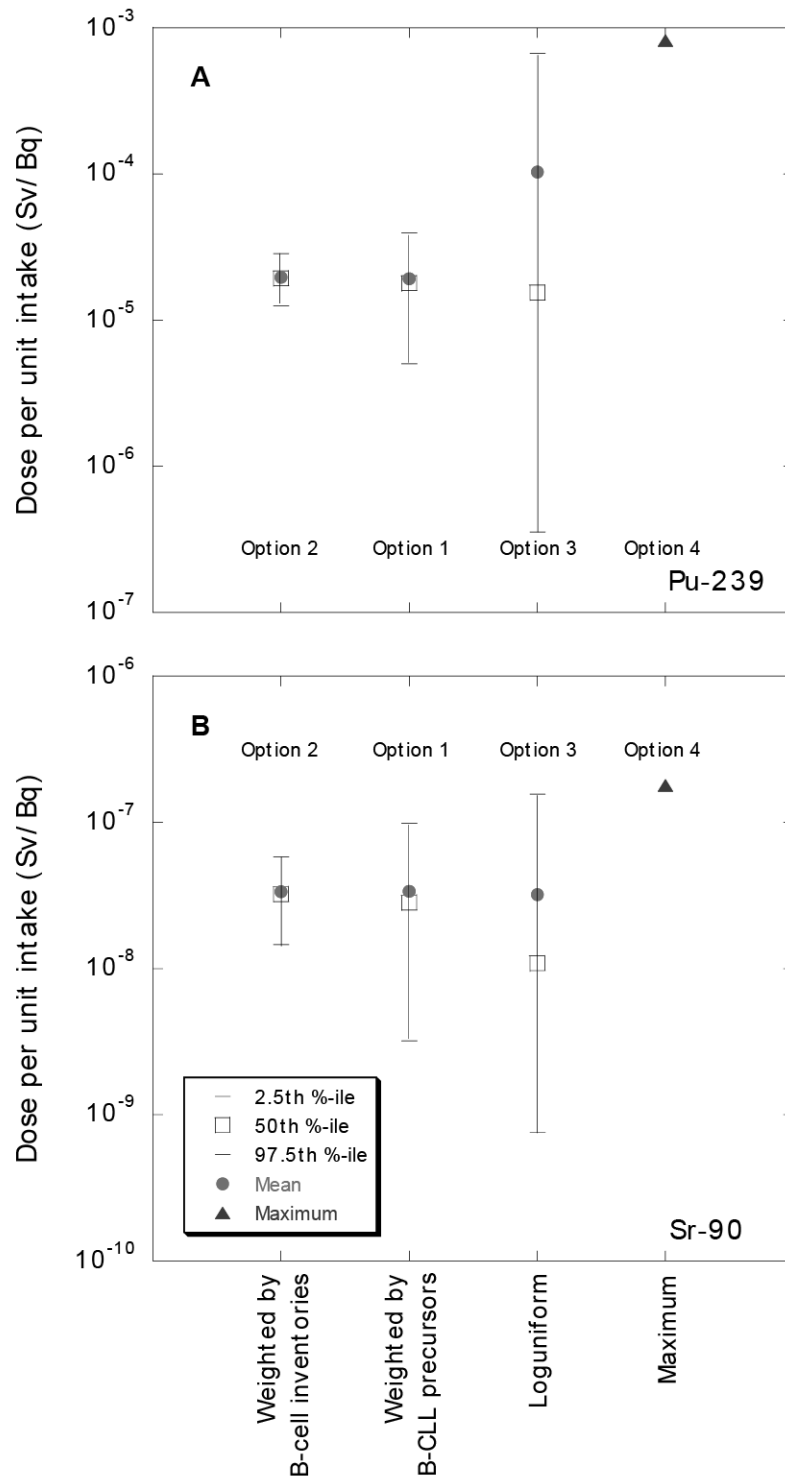 10-3
A
10-4
Dose per unit intake (Sv/Bq)
10-5
10-6
Option 2 Option 1 Option 3 Option 4
Pu-239
10-7
10-6
B
Option 2 Option 1 Option 3 Option 4
10-7
Dose per unit intake (Sv/Bq)
10-8
2.5th %-ile
50th %-ile
97.5th %-ile
Mean
Maximum
10-9
Sr-90
10-10
Weighted by
B-cell inventories
Weighted by
B-CLL precursors
Loguniform
Maximum